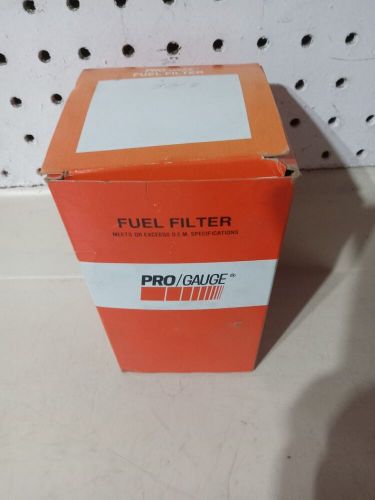 FUEL FILTER
FUEL FILTER
MEETS OR EXCEEDS O.E.M. SPECIFICATIONS
PRO/GAUGE®